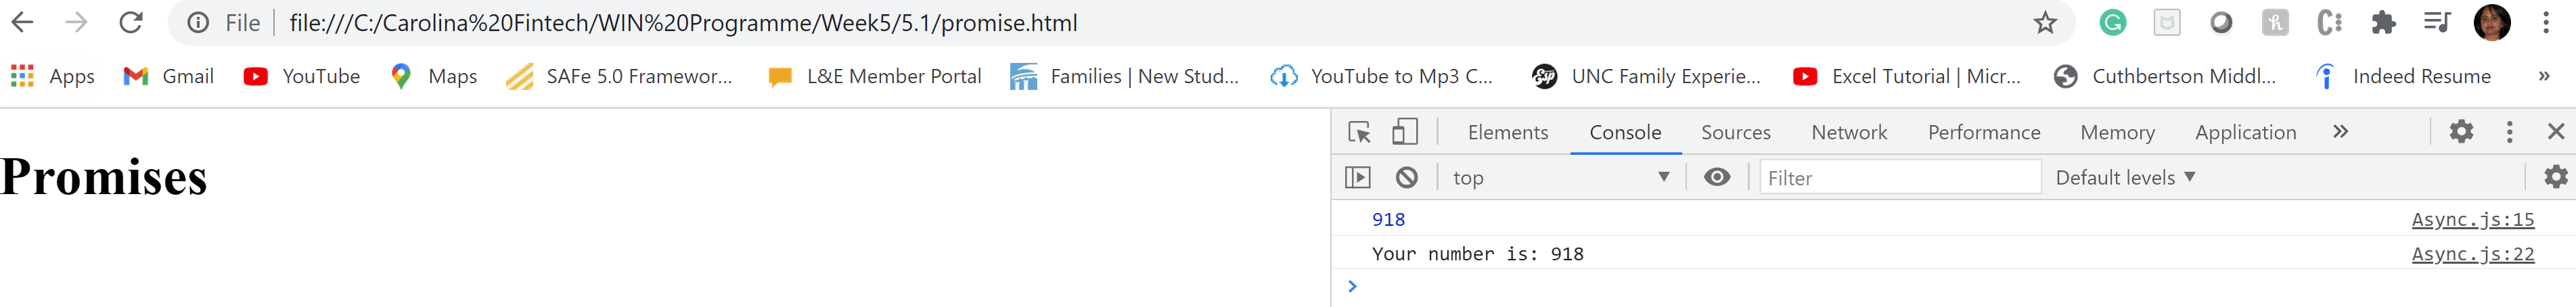 File file:///C:/Carolina%20Fintech/WIN%20Programme/Week5/5.1/promise.html
Apps Gmail YouTube Maps SAFe 5.0 Framewor... L&E Member Portal Families | New Stud... YouTube to Mp3 C... UNC Family Experie... Excel Tutorial | Micr... Cuthbertson Middl... Indeed Resume »
Promises
Elements Console Sources Network Performance Memory Application »
top Filter Default levels
918 Async.js:15
Your number is: 918 Async.js:22
>